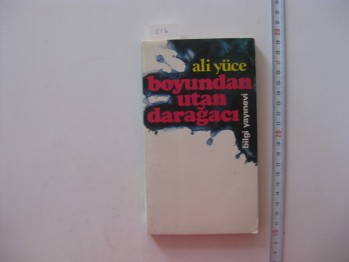 ali yüce
boyundan
utan
darağacı
bilgi yayınevi